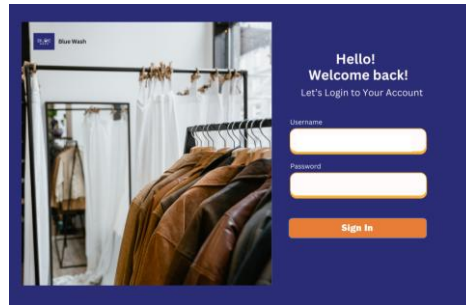 Blue Wash
Hello!
Welcome back!
Let's Login to Your Account
Username
Password
Sign In